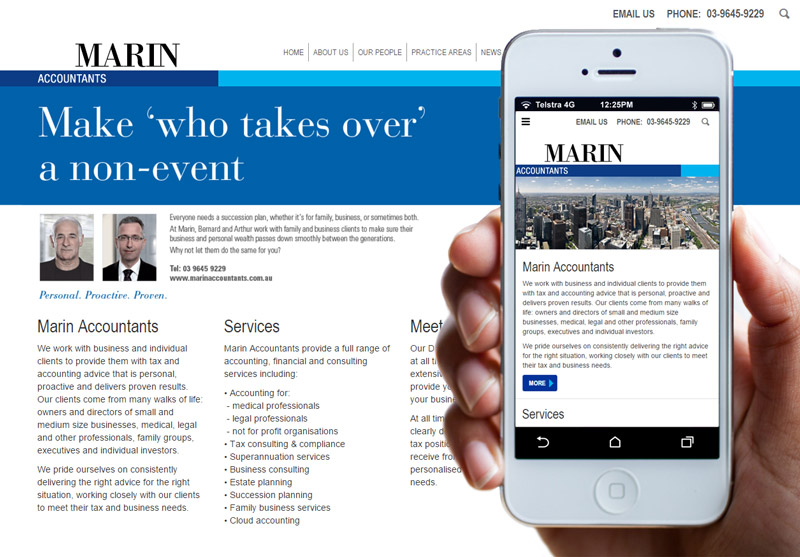 EMAIL US PHONE: 03-9645-9229
MARIN
ACCOUNTANTS
HOME ABOUT US OUR PEOPLE PRACTICE AREAS NEWS
Make ‘who takes over’
a non-event
Everyone needs a succession plan, whether it's for family, business, or sometimes both.
At Marin, Bernard and Arthur work with family and business clients to make sure their
business and personal wealth passes down smoothly between the generations.
Why not let them do the same for you?
Tel: 03 9645 9229
www.marinaccountants.com.au
Personal. Proactive. Proven.
Marin Accountants
We work with business and individual
clients to provide them with tax and
accounting advice that is personal,
proactive and delivers proven results.
Our clients come from many walks of life:
owners and directors of small and
medium size businesses, medical, legal
and other professionals, family groups,
executives and individual investors.
We pride ourselves on consistently
delivering the right advice for the right
situation, working closely with our clients
to meet their tax and business needs.
Services
Marin Accountants provide a full range of
accounting, financial and consulting
services including:
• Accounting for:
- medical professionals
- legal professionals
- not for profit organisations
• Tax consulting & compliance
• Superannuation services
• Business consulting
• Estate planning
• Succession planning
• Family business services
• Cloud accounting
Meet
Our D
at all ti
extensi
provide y
your busine
At all time
clearly d
tax positio
receive fro
personalised
needs.
Telstra 4G 12:25PM
EMAIL US PHONE: 03-9645-9229
MARIN
ACCOUNTANTS
Marin Accountants
We work with business and individual clients to provide them
with tax and accounting advice that is personal, proactive and
delivers proven results. Our clients come from many walks of
life: owners and directors of small and medium size
businesses, medical, legal and other professionals, family
groups, executives and individual investors.
We pride ourselves on consistently delivering the right advice
for the right situation, working closely with our clients to meet
their tax and business needs.
MORE
Services